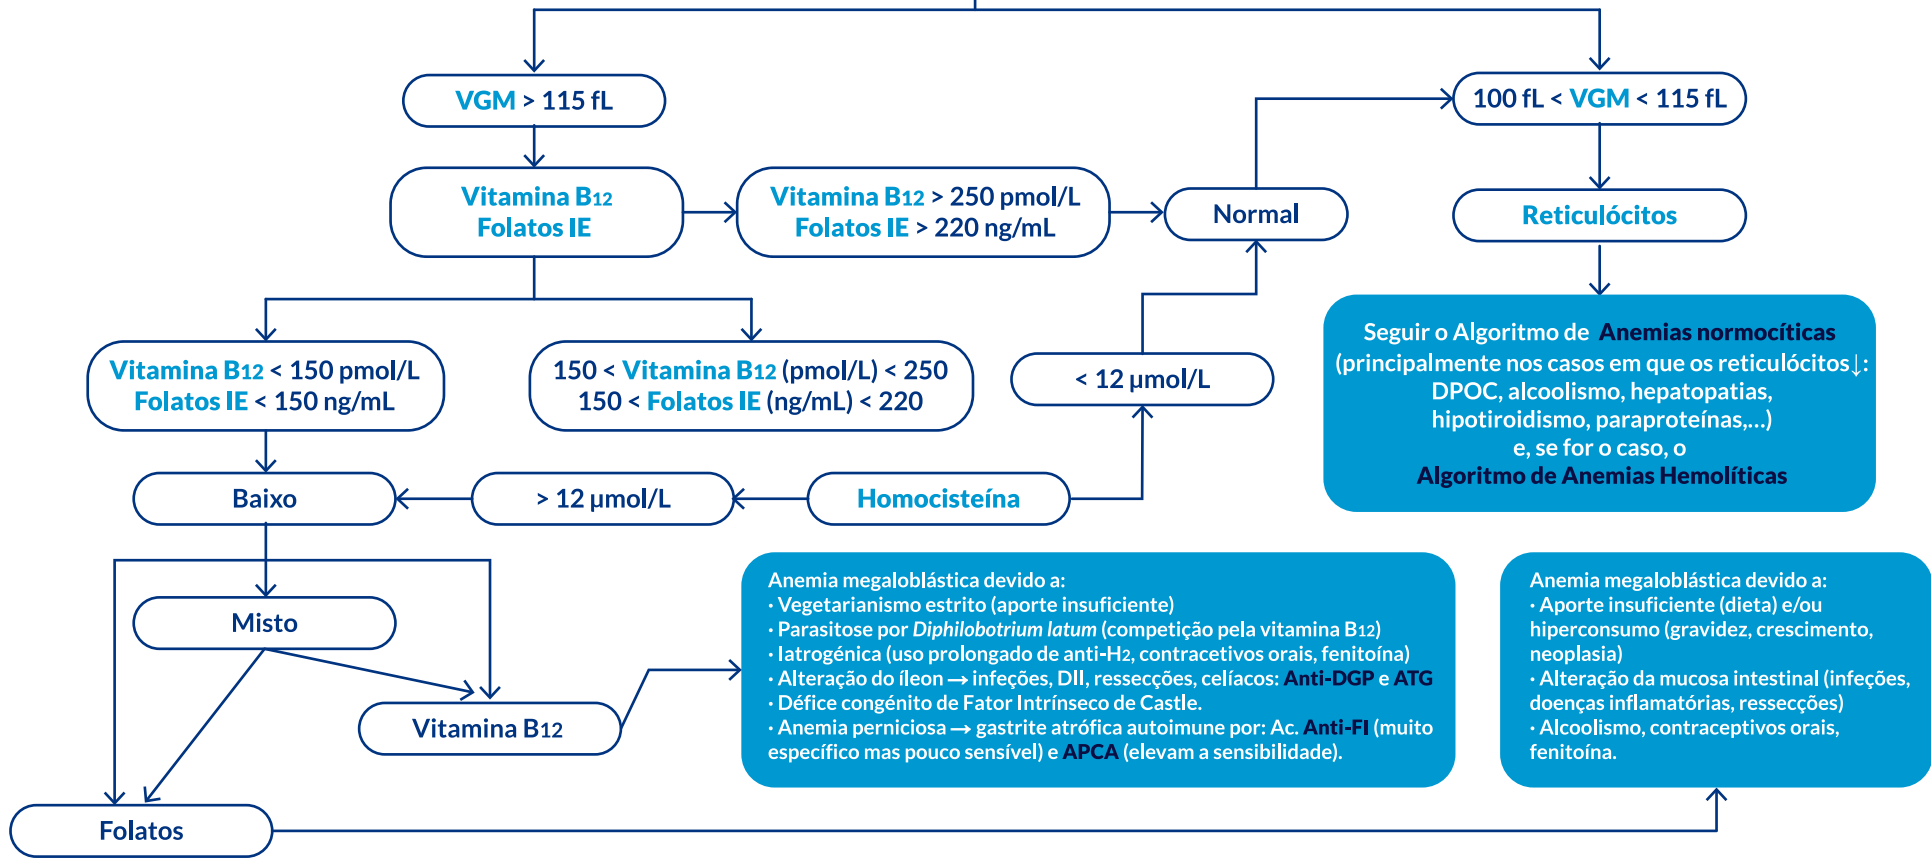 VGM > 115 fL
100 fL < VGM < 115 fL
Vitamina B12
Folatos IE
Vitamina B12 > 250 pmol/L
Folatos IE > 220 ng/mL
Normal
Reticulócitos
Vitamina B12 < 150 pmol/L
Folatos IE < 150 ng/mL
150 < Vitamina B12 (pmol/L) < 250
150 < Folatos IE (ng/mL) < 220
< 12 µmol/L
Seguir o Algoritmo de Anemias normocíticas
(principalmente nos casos em que os reticulócitos↓:
DPOC, alcoolismo, hepatopatias,
hipotiroidismo, paraproteínas,...)
e, se for o caso, o
Algoritmo de Anemias Hemolíticas
Baixo
> 12 µmol/L
Homocisteína
Misto
Vitamina B12
Folatos
Anemia megaloblástica devido a:
· Vegetarianismo estrito (aporte insuficiente)
· Parasitose por Diphilobotrium latum (competição pela vitamina B12)
· Iatrogénica (uso prolongado de anti-H2, contracetivos orais, fenitoína)
· Alteração do íleon → infeções, DII, ressecções, celíacos: Anti-DGP e ATG
· Défice congénito de Fator Intrínseco de Castle.
· Anemia perniciosa → gastrite atrófica autoimune por: Ac. Anti-FI (muito
específico mas pouco sensível) e APCA (elevam a sensibilidade).
Anemia megaloblástica devido a:
· Aporte insuficiente (dieta) e/ou
hiperconsumo (gravidez, crescimento,
neoplasia)
· Alteração da mucosa intestinal (infeções,
doenças inflamatórias, ressecções)
· Alcoolismo, contraceptivos orais,
fenitoína.